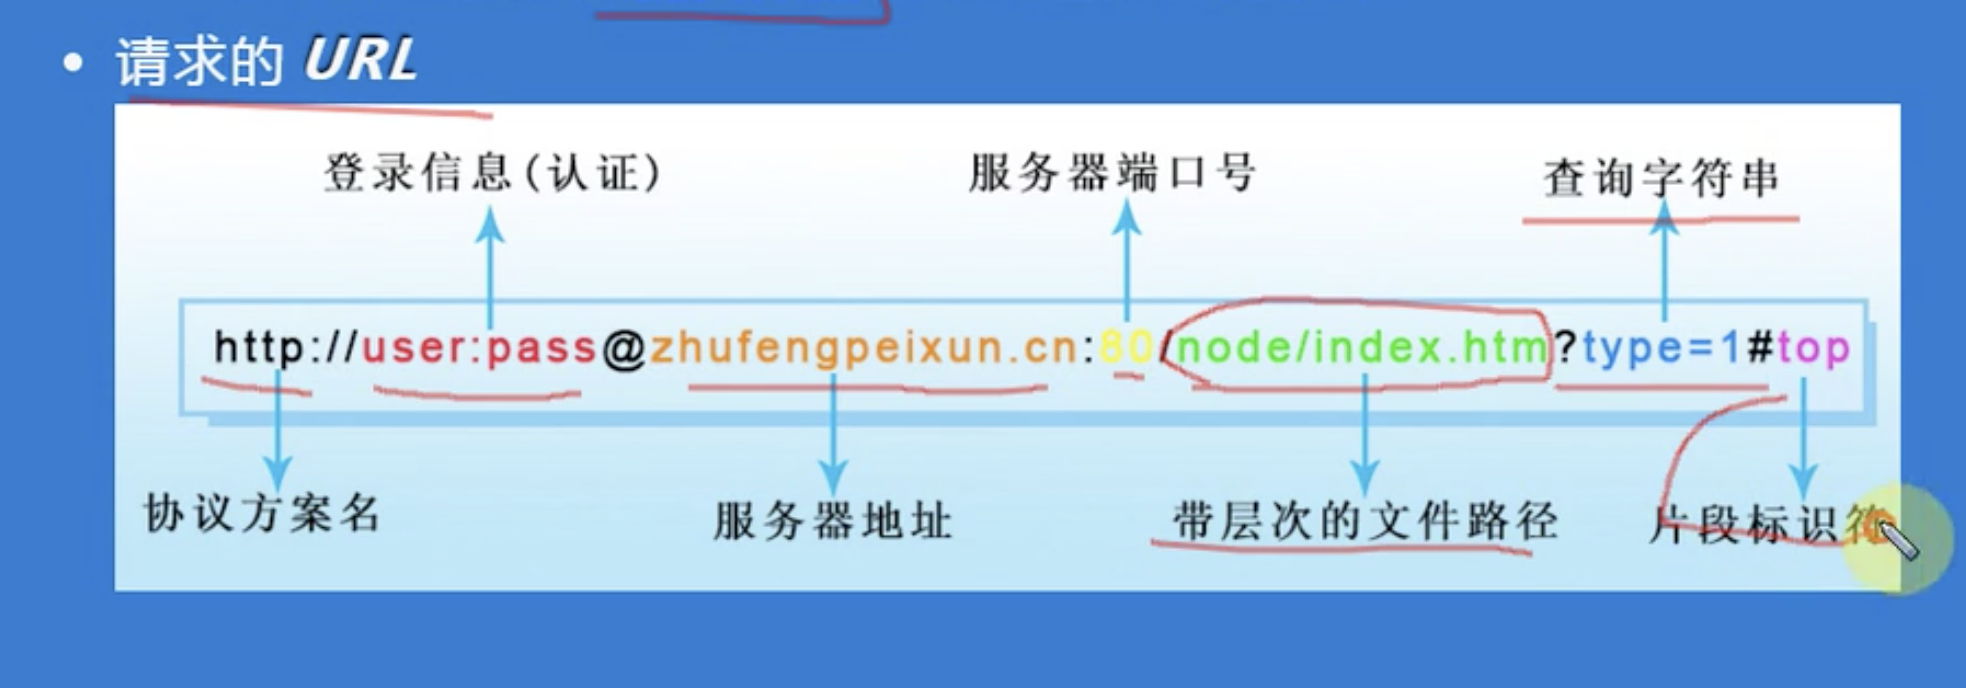 • 请求的 URL
登录信息(认证) 服务器端口号 查询字符串
http://user:pass@zhufengpeixun.cn:80/node/index.htm?type=1#top
协议方案名 服务器地址 带层次的文件路径 片段标识符